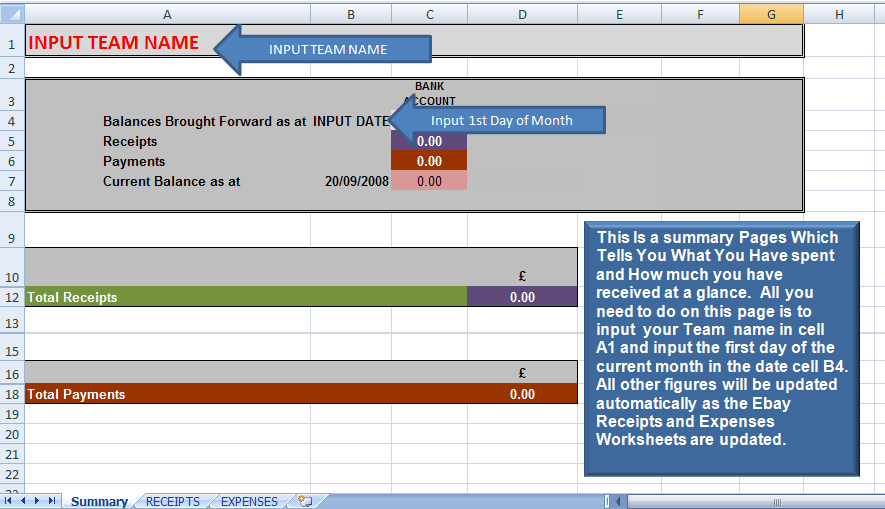 A B C D E F G H
1 INPUT TEAM NAME INPUT TEAM NAME
2
BANK
3 ACCOUNT
4 Balances Brought Forward as at INPUT DATE Input 1st Day of Month
5 Receipts 0.00
6 Payments 0.00
7 Current Balance as at 20/09/2008 0.00
8
9
This Is a summary Pages Which
Tells You What You Have spent
and How much you have
received at a glance. All you
need to do on this page is to
input your Team name in cell
A1 and input the first day of the
current month in the date cell B4.
All other figures will be updated
automatically as the Ebay
Receipts and Expenses
Worksheets are updated.
10 £
12 Total Receipts 0.00
13
15
16 £
18 Total Payments 0.00
19
20
21
22
23
Summary RECEIPTS EXPENSES